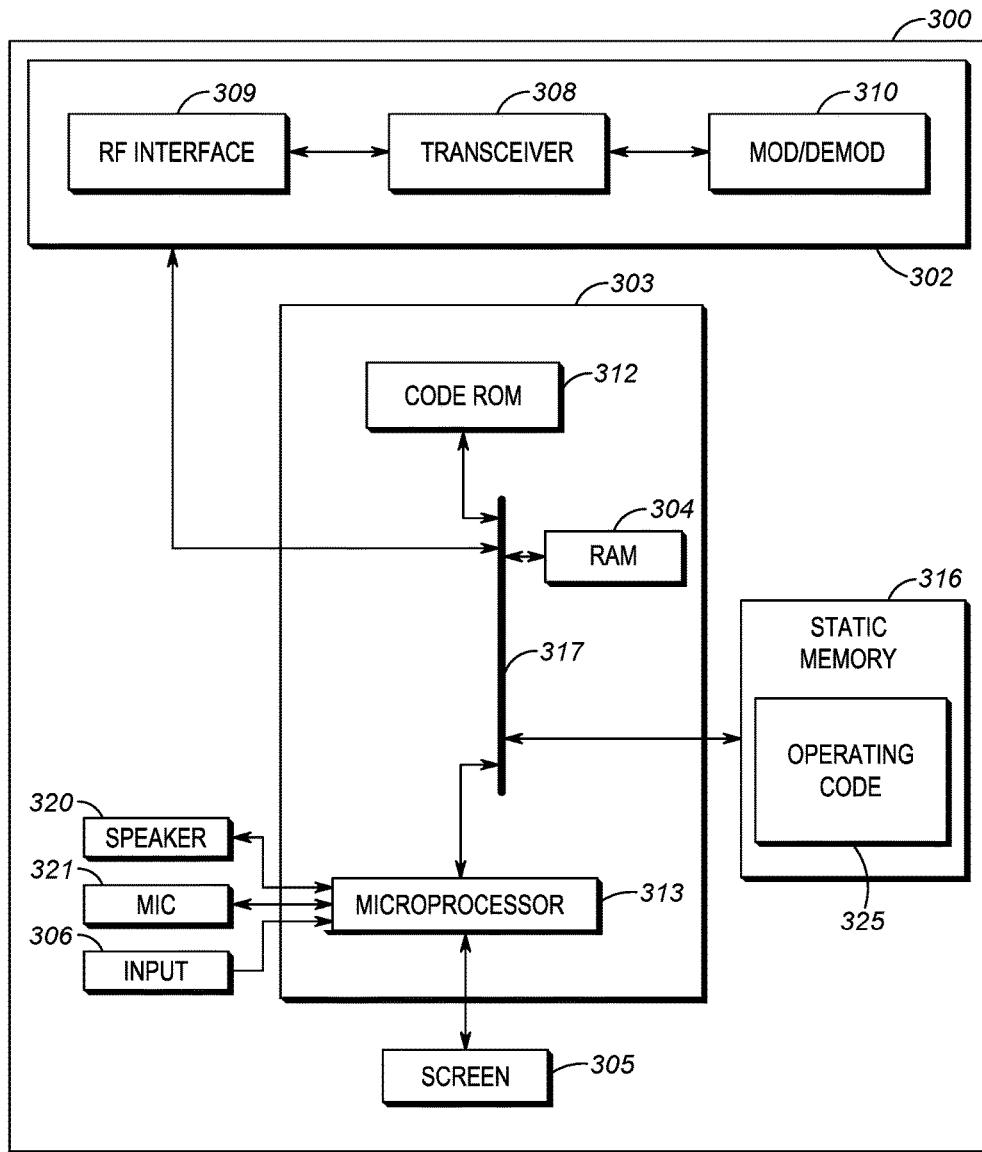 300
309
308
310
RF INTERFACE
TRANSCEIVER
MOD/DEMOD
302
303
CODE ROM
312
304
RAM
316
STATIC
MEMORY
317
OPERATING
CODE
320
SPEAKER
321
MIC
MICROPROCESSOR
313
325
306
INPUT
SCREEN
305